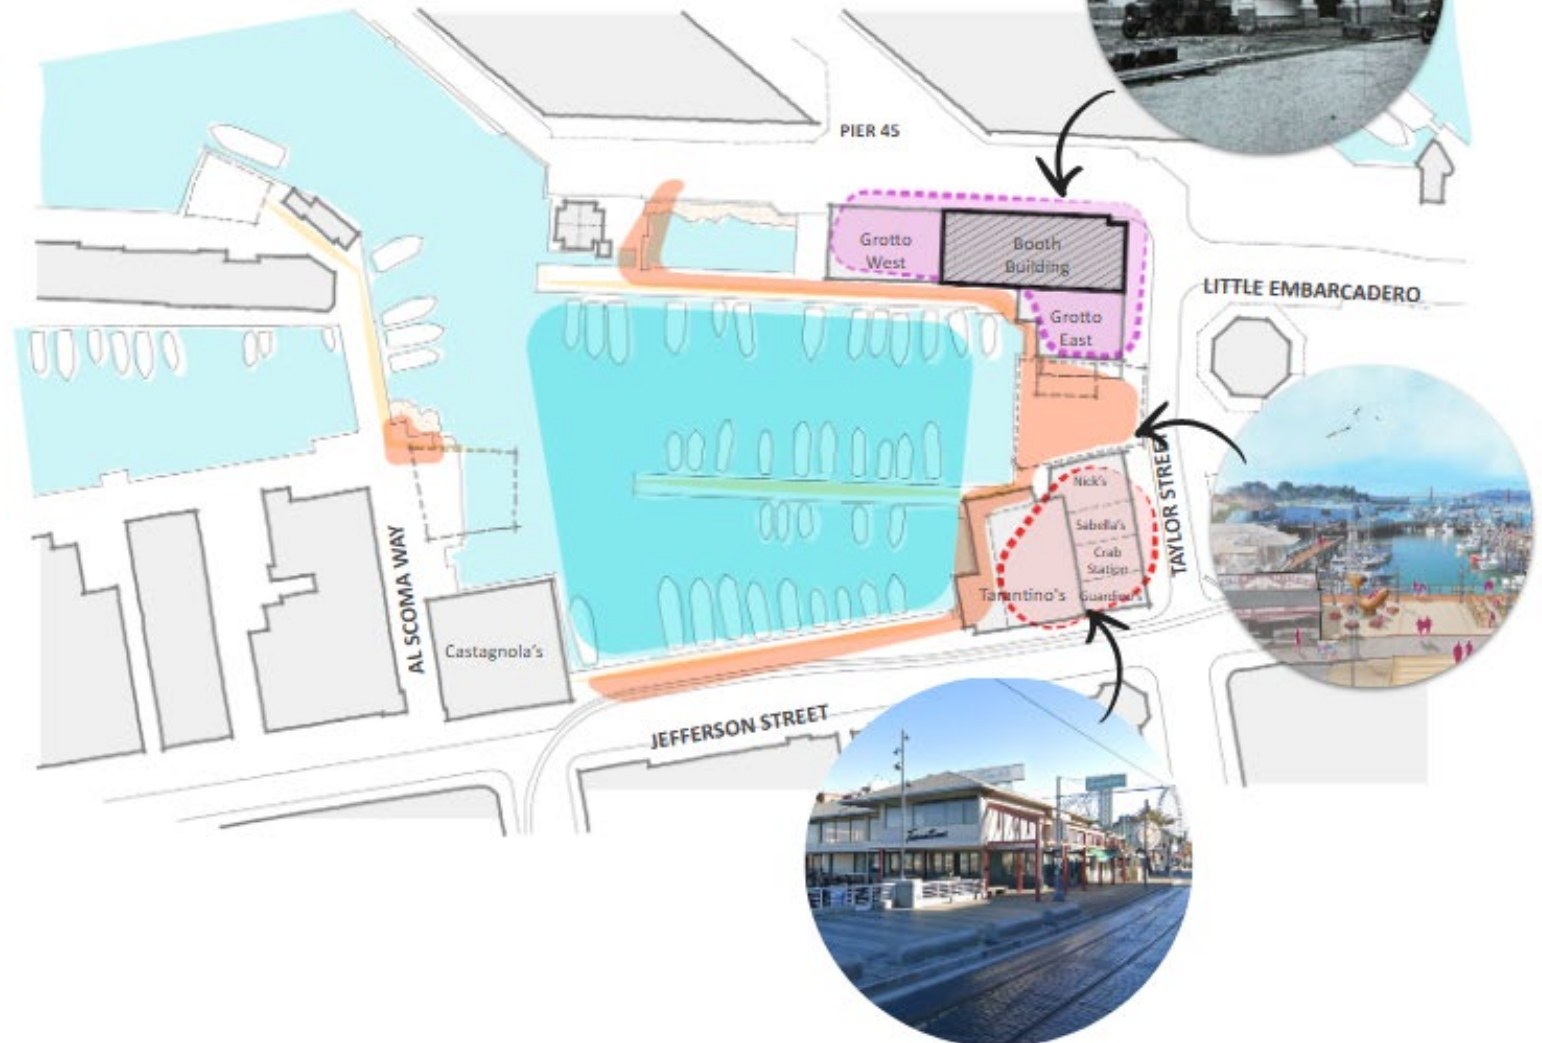 PIER 45
Grotto
West
Booth
Building
LITTLE EMBARCADERO
Grotto
East
TAYLOR STREET
Nick's
Sabella's
Crab
Station
Tarantino's
Guardino's
AL SCOMA WAY
Castagnola's
JEFFERSON STREET